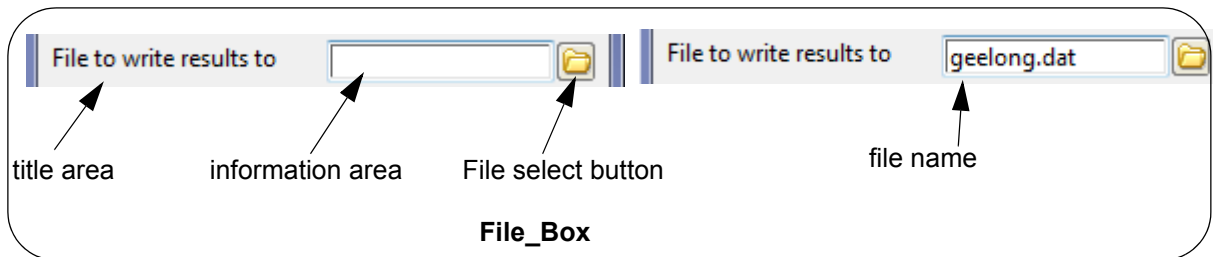 File to write results to
File to write results to geelong.dat
title area
information area
File select button
file name
File_Box